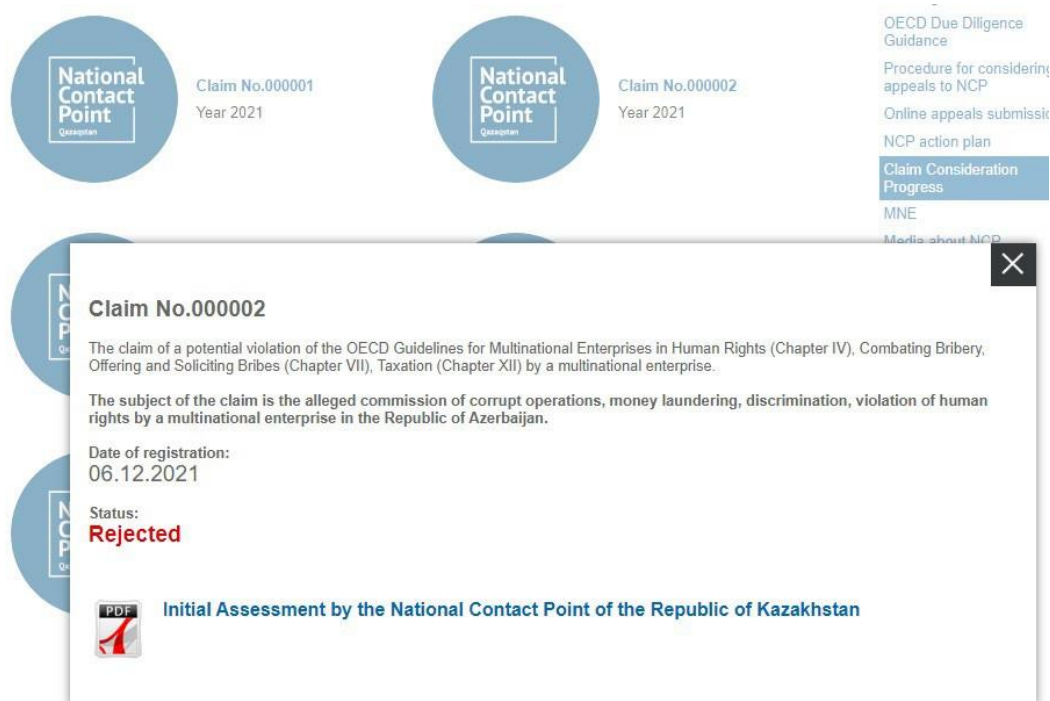 OECD Due Diligence
Guidance
National
Contact
Point
Qazaqstan
Claim No.000001
Year 2021
National
Contact
Point
Qazaqstan
Claim No.000002
Year 2021
Procedure for considering
appeals to NCP
Online appeals
NCP action plan
Claim Consideration
Progress
MNE
Media about NCP
Claim No.000002
The claim of a potential violation of the OECD Guidelines for Multinational Enterprises in Human Rights (Chapter IV), Combating Bribery,
Offering and Soliciting Bribes (Chapter VII), Taxation (Chapter XII) by a multinational enterprise.
The subject of the claim is the alleged commission of corrupt operations, money laundering, discrimination, violation of human
rights by a multinational enterprise in the Republic of Azerbaijan.
Date of registration:
06.12.2021
Status:
Rejected
PDF
Initial Assessment by the National Contact Point of the Republic of Kazakhstan